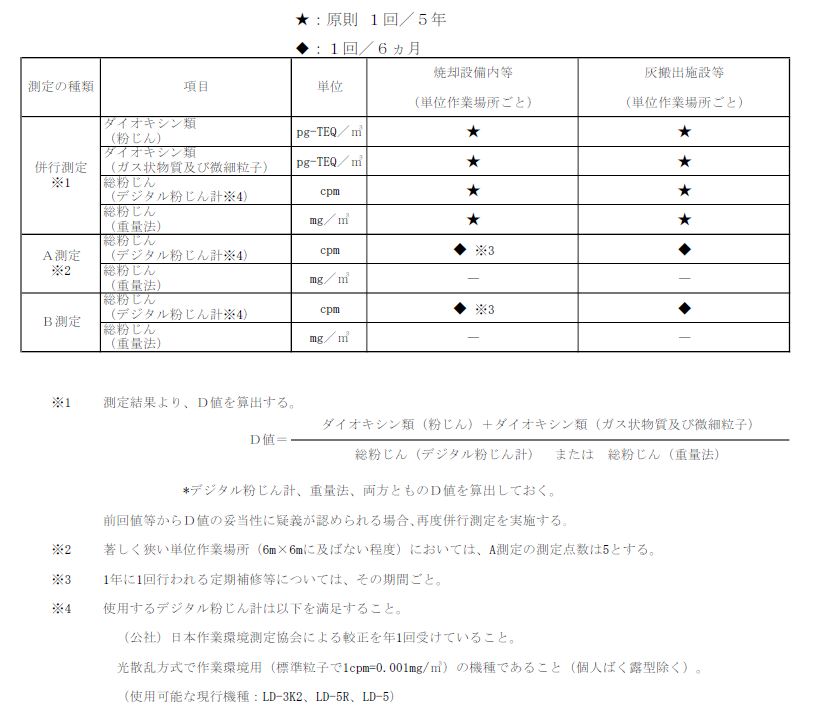 ★：原則 １回／５年
◆：１回／６ヵ月
測定の種類 項目 単位 焼却設備内等 灰搬出施設等
（単位作業場所ごと） （単位作業場所ごと）
併行測定
※1
ダイオキシン類
（粉じん） pg-TEQ／㎥ ★ ★
ダイオキシン類
（ガス状物質及び微細粒子） pg-TEQ／㎥ ★ ★
総粉じん
（デジタル粉じん計※4） cpm ★ ★
総粉じん
（重量法） mg／㎥ ★ ★
Ａ測定
※2
総粉じん
（デジタル粉じん計※4） cpm ◆ ※3 ◆
総粉じん
（重量法） mg／㎥ － －
Ｂ測定
総粉じん
（デジタル粉じん計※4） cpm ◆ ※3 ◆
総粉じん
（重量法） mg／㎥ － －
※1 測定結果より、Ｄ値を算出する。
ダイオキシン類（粉じん）＋ダイオキシン類（ガス状物質及び微細粒子）
Ｄ値＝
総粉じん（デジタル粉じん計） または 総粉じん（重量法）
*デジタル粉じん計、重量法、両方とものＤ値を算出しておく。
前回値等からＤ値の妥当性に疑義が認められる場合、再度併行測定を実施する。
※2 著しく狭い単位作業場所（6m×6mに及ばない程度）においては、A測定の測定点数は5とする。
※3 1年に1回行われる定期補修等については、その期間ごと。
※4 使用するデジタル粉じん計は以下を満足すること。
（公社）日本作業環境測定協会による較正を年1回受けていること。
光散乱方式で作業環境用（標準粒子で1cpm=0.001mg/㎥）の機種であること（個人ばく露型除く）。
（使用可能な現行機種：LD-3K2、LD-5R、LD-5）